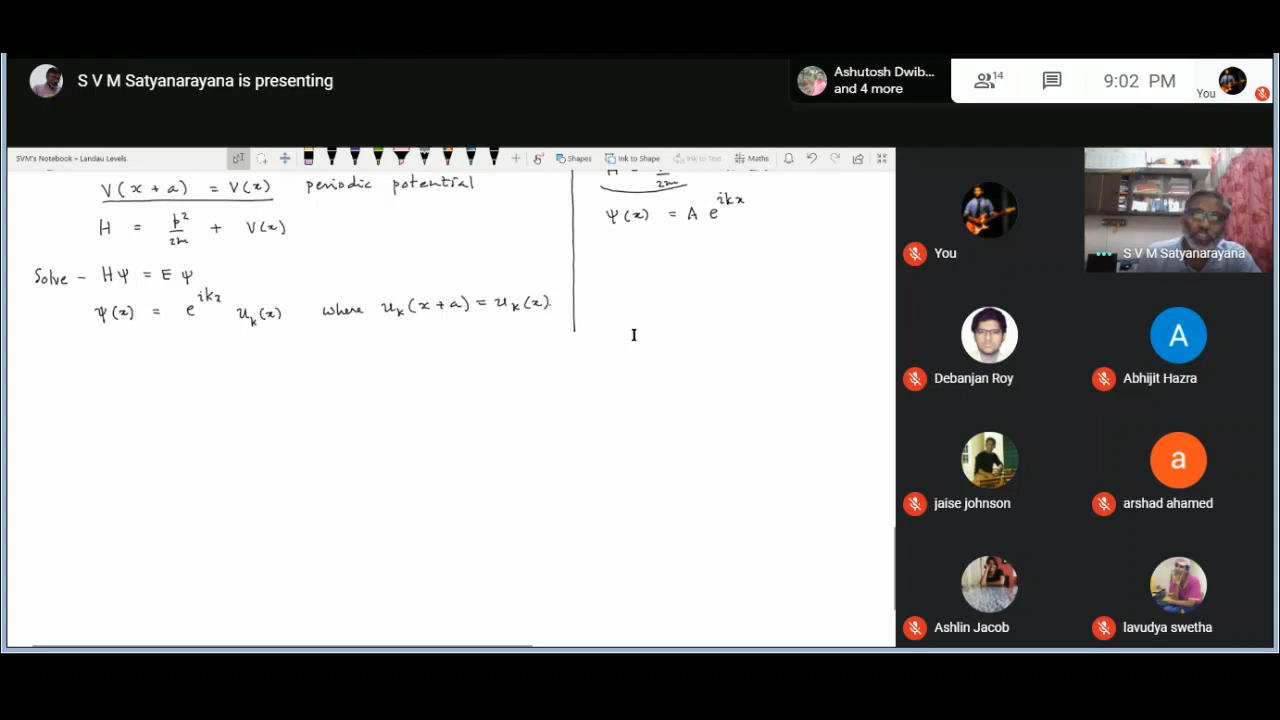 S V M Satyanarayana is presenting
Ashutosh Dwib...
and 4 more
14
9:02 PM
You
SVM's Notebook • Landau Levels
Shapes
Ink to Shape
Ink to Text
Maths
V(x+a) = V(x) periodic potential
H = p²/2m + V(x)
Solve – Hψ = E ψ
ψ(x) = e^{ikx} u_k(x) where u_k(x+a) = u_k(x).
2m
ψ(x) = A e^{ikx}
You
S V M Satyanarayana
Debanjan Roy
Abhijit Hazra
A
jaise johnson
arshad ahamed
a
Ashlin Jacob
lavudya swetha